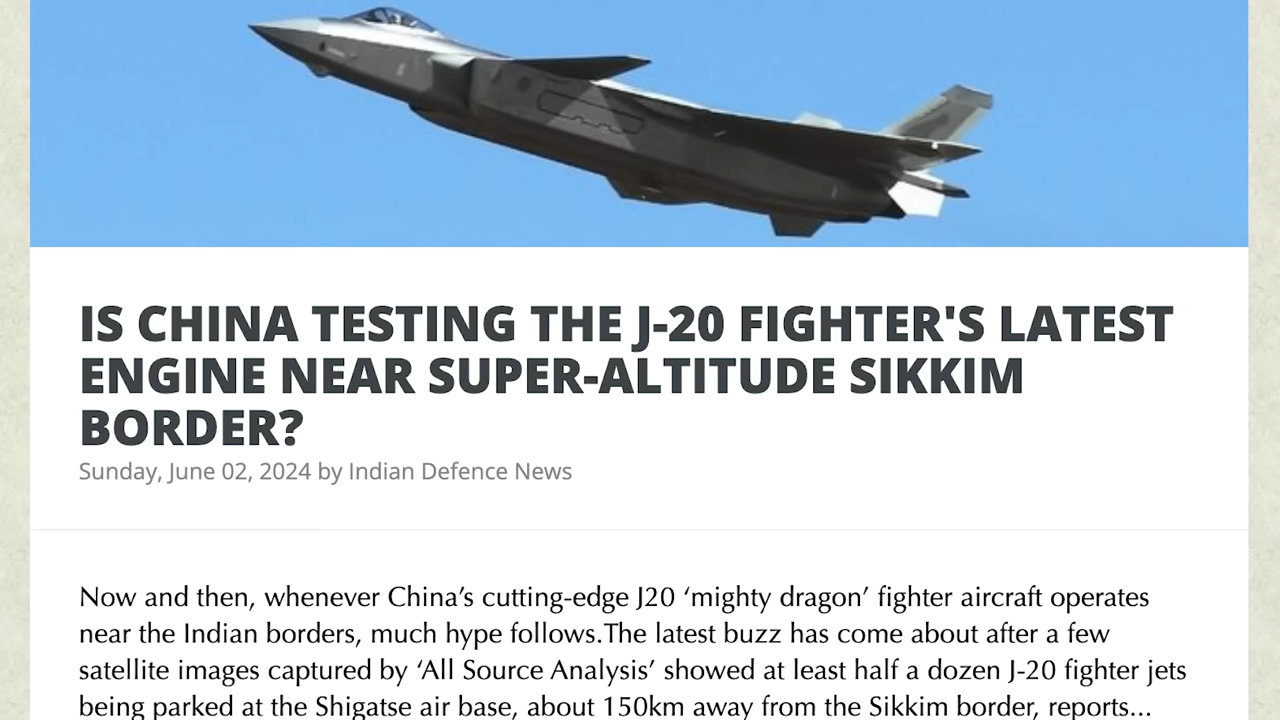 IS CHINA TESTING THE J-20 FIGHTER'S LATEST
ENGINE NEAR SUPER-ALTITUDE SIKKIM
BORDER?
Sunday, June 02, 2024 by Indian Defence News
Now and then, whenever China’s cutting-edge J20 ‘mighty dragon’ fighter aircraft operates
near the Indian borders, much hype follows.The latest buzz has come about after a few
satellite images captured by ‘All Source Analysis’ showed at least half a dozen J-20 fighter jets
being parked at the Shigatse air base, about 150km away from the Sikkim border, reports...